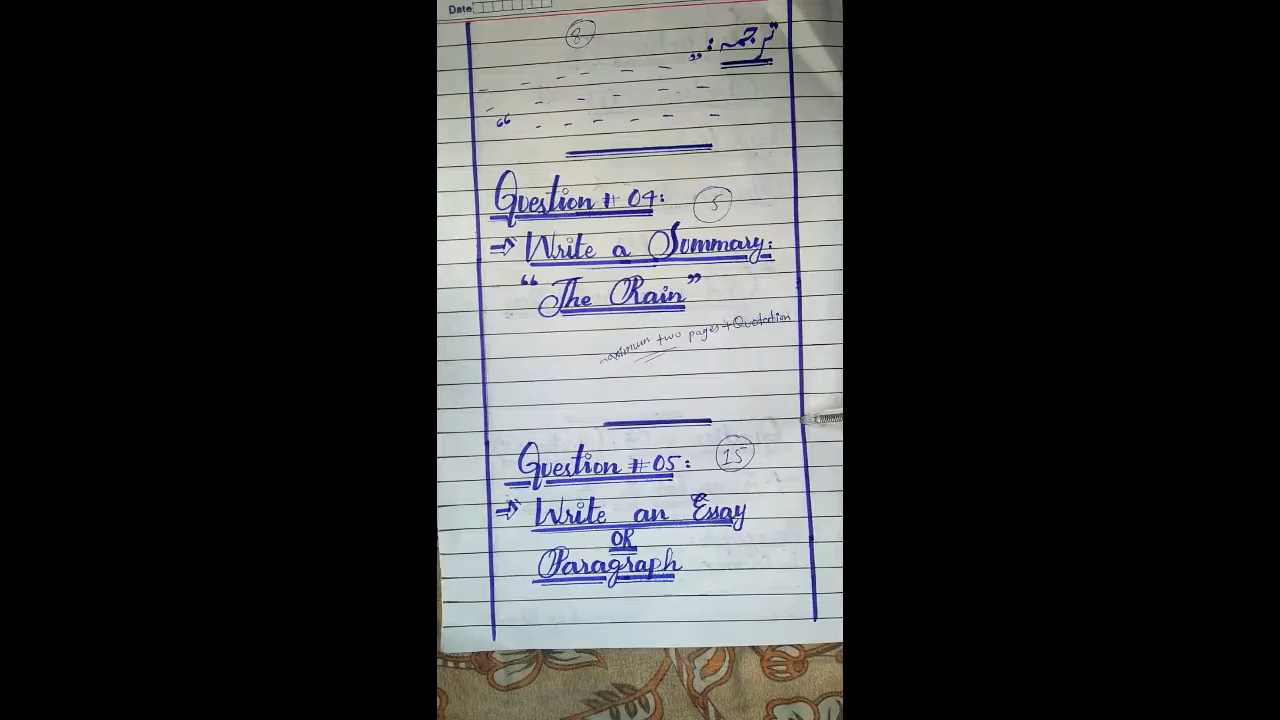 Date
8
ترجمہ:
"
"
Question # 04: 5
⇒ Write a Summary:
"The Rain"
maximum two pages + Quotation
Question # 05: 15
⇒ Write an Essay
OR
Paragraph